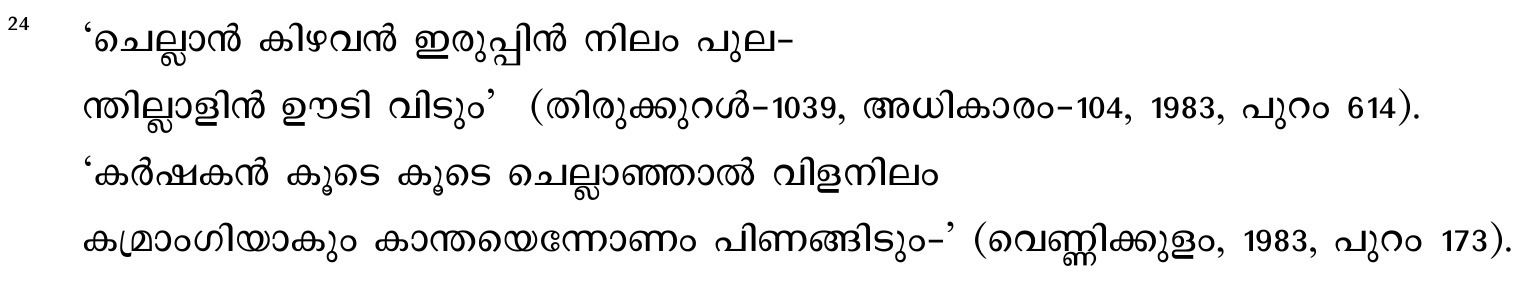 24 ‘ചെല്ലാൻ കിഴവൻ ഇരുപ്പിൻ നിലം പുല-
ന്തില്ലാളിൻ ഊടി വിടും’ (തിരുക്കുറൾ-1039, അധികാരം-104, 1983, പുറം 614).
‘കർഷകൻ കൂടെ കൂടെ ചെല്ലാഞ്ഞാൽ വിളനിലം
കമ്രാംഗിയാകും കാന്തയെന്നോണം പിണങ്ങിടും-’ (വെണ്ണിക്കുളം, 1983, പുറം 173).